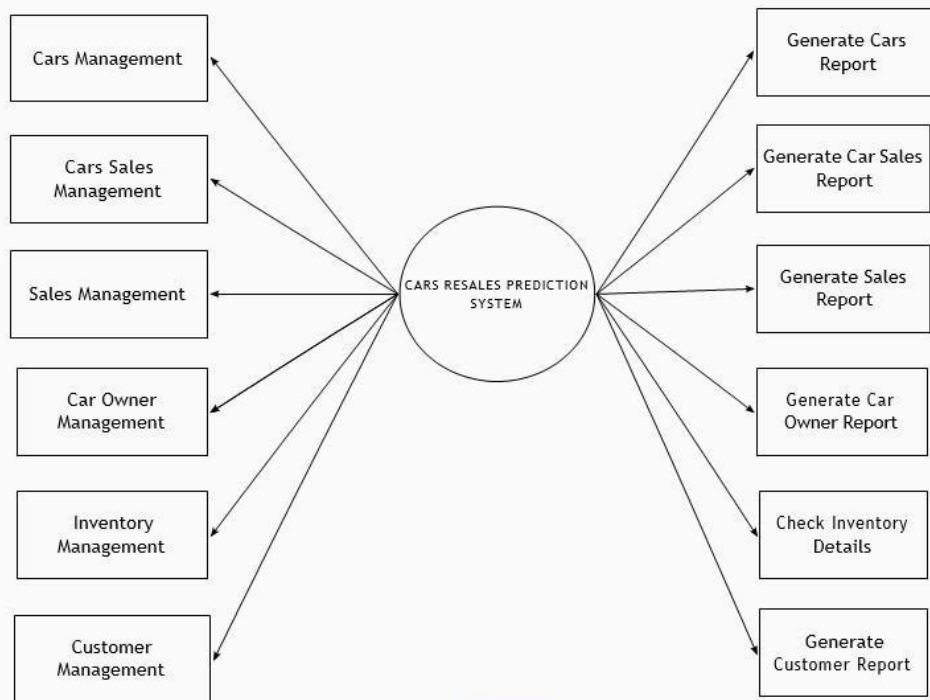 Cars Management
Cars Sales
Management
Sales Management
Car Owner
Management
Inventory
Management
Customer
Management
CARS RESALES PREDICTION
SYSTEM
Generate Cars
Report
Generate Car Sales
Report
Generate Sales
Report
Generate Car
Owner Report
Check Inventory
Details
Generate
Customer Report